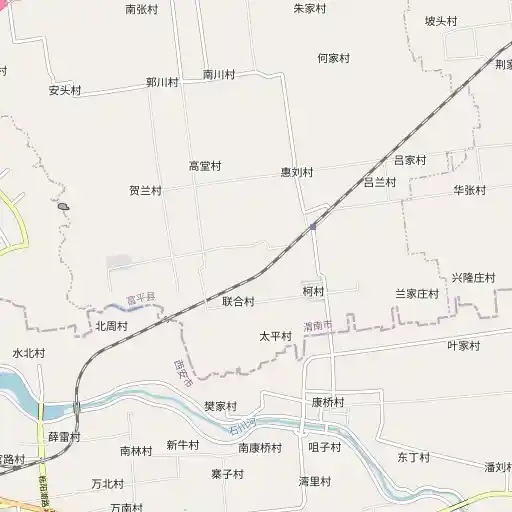 南张村
朱家村
坡头村
何家村
村
荆家
南川村
郭川村
安头村
吕家村
高堂村
惠刘村
吕兰村
贺兰村
华张村
兴隆庄村
柯村
兰家庄村
富平县
联合村
北周村
渭南市
太平村
叶家村
水北村
西安市
樊家村
康桥村
石川河
薛雷村
新牛村
南林村
南康桥村
咀子村
东丁村
路村
潘刘村
寨子村
湾里村
万北村
万南村